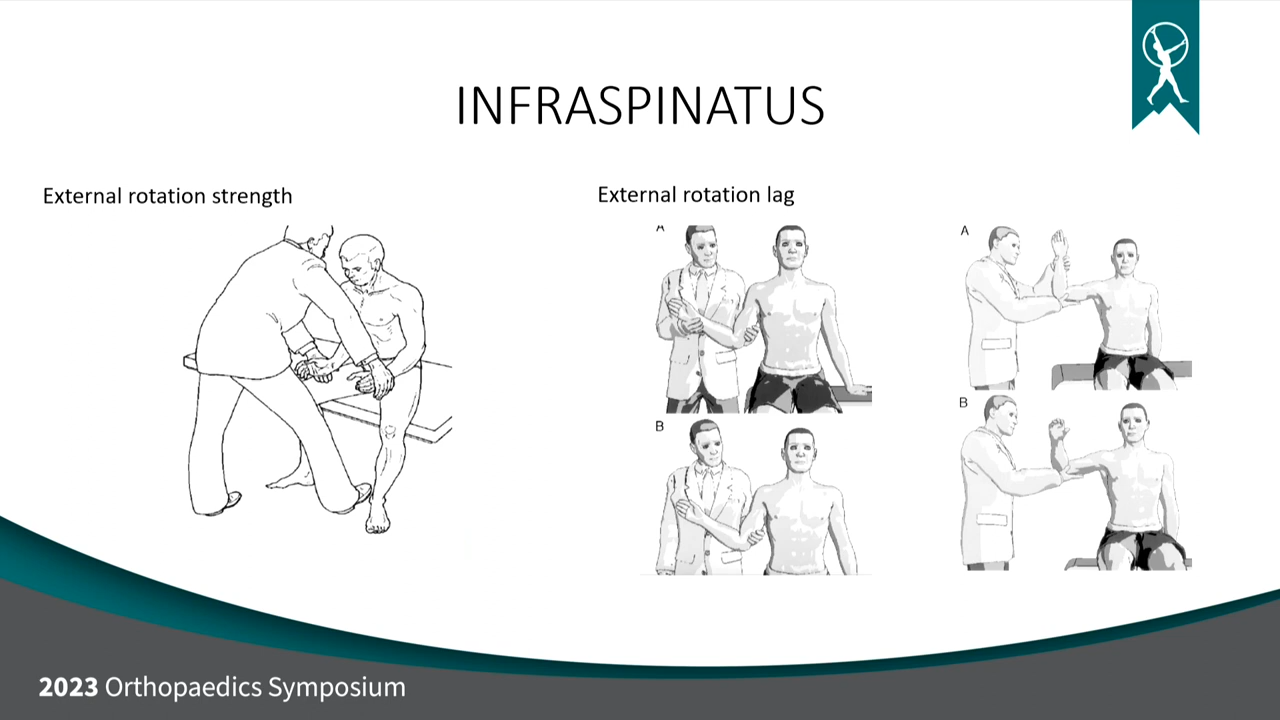 INFRASPINATUS
External rotation strength
External rotation lag
A
A
B
B
2023 Orthopaedics Symposium